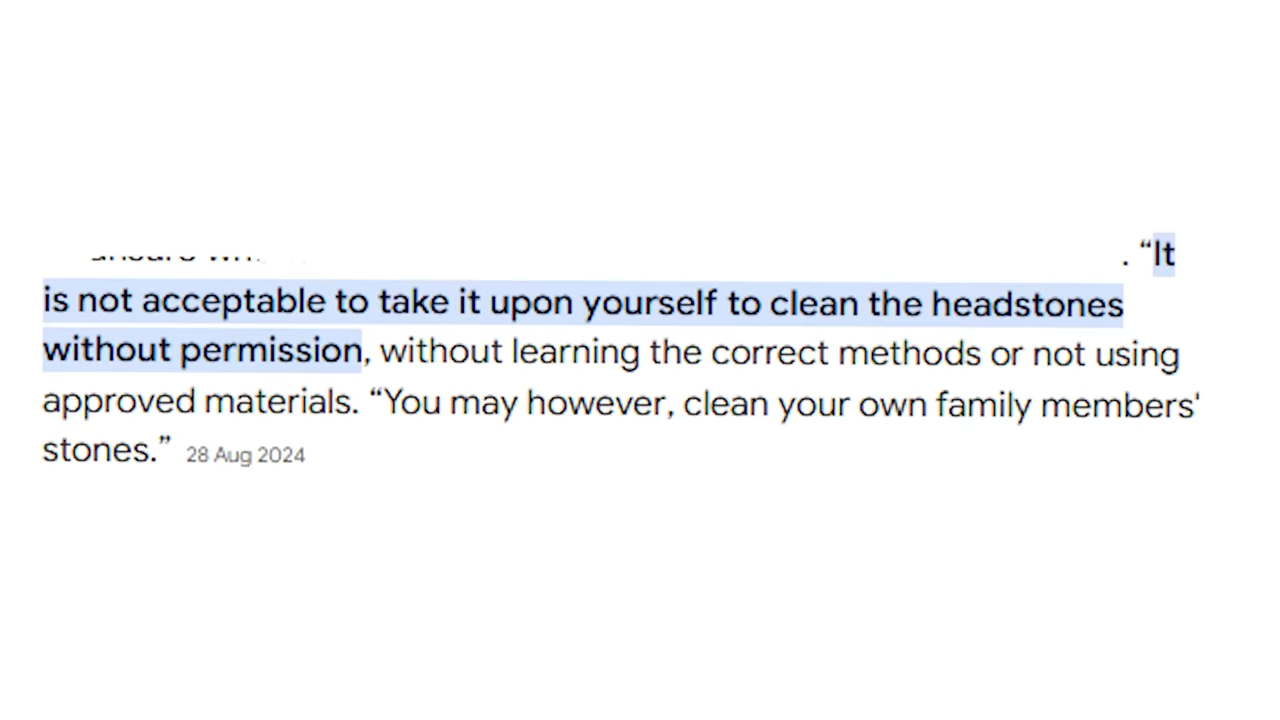 . “It
is not acceptable to take it upon yourself to clean the headstones
without permission, without learning the correct methods or not using
approved materials. “You may however, clean your own family members'
stones.” 28 Aug 2024